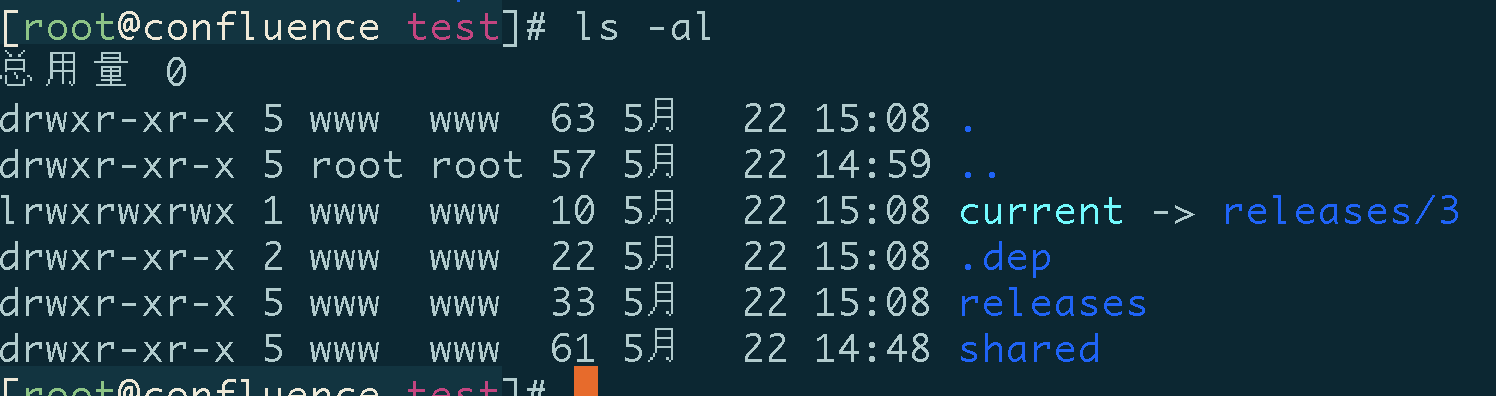 [root@confluence test]# ls -al
总用量 0
drwxr-xr-x 5 www  www  63 5月   22 15:08 .
drwxr-xr-x 5 root root 57 5月   22 14:59 ..
lrwxrwxrwx 1 www  www  10 5月   22 15:08 current -> releases/3
drwxr-xr-x 2 www  www  22 5月   22 15:08 .dep
drwxr-xr-x 5 www  www  33 5月   22 15:08 releases
drwxr-xr-x 5 www  www  61 5月   22 14:48 shared
[root@confluence test]#